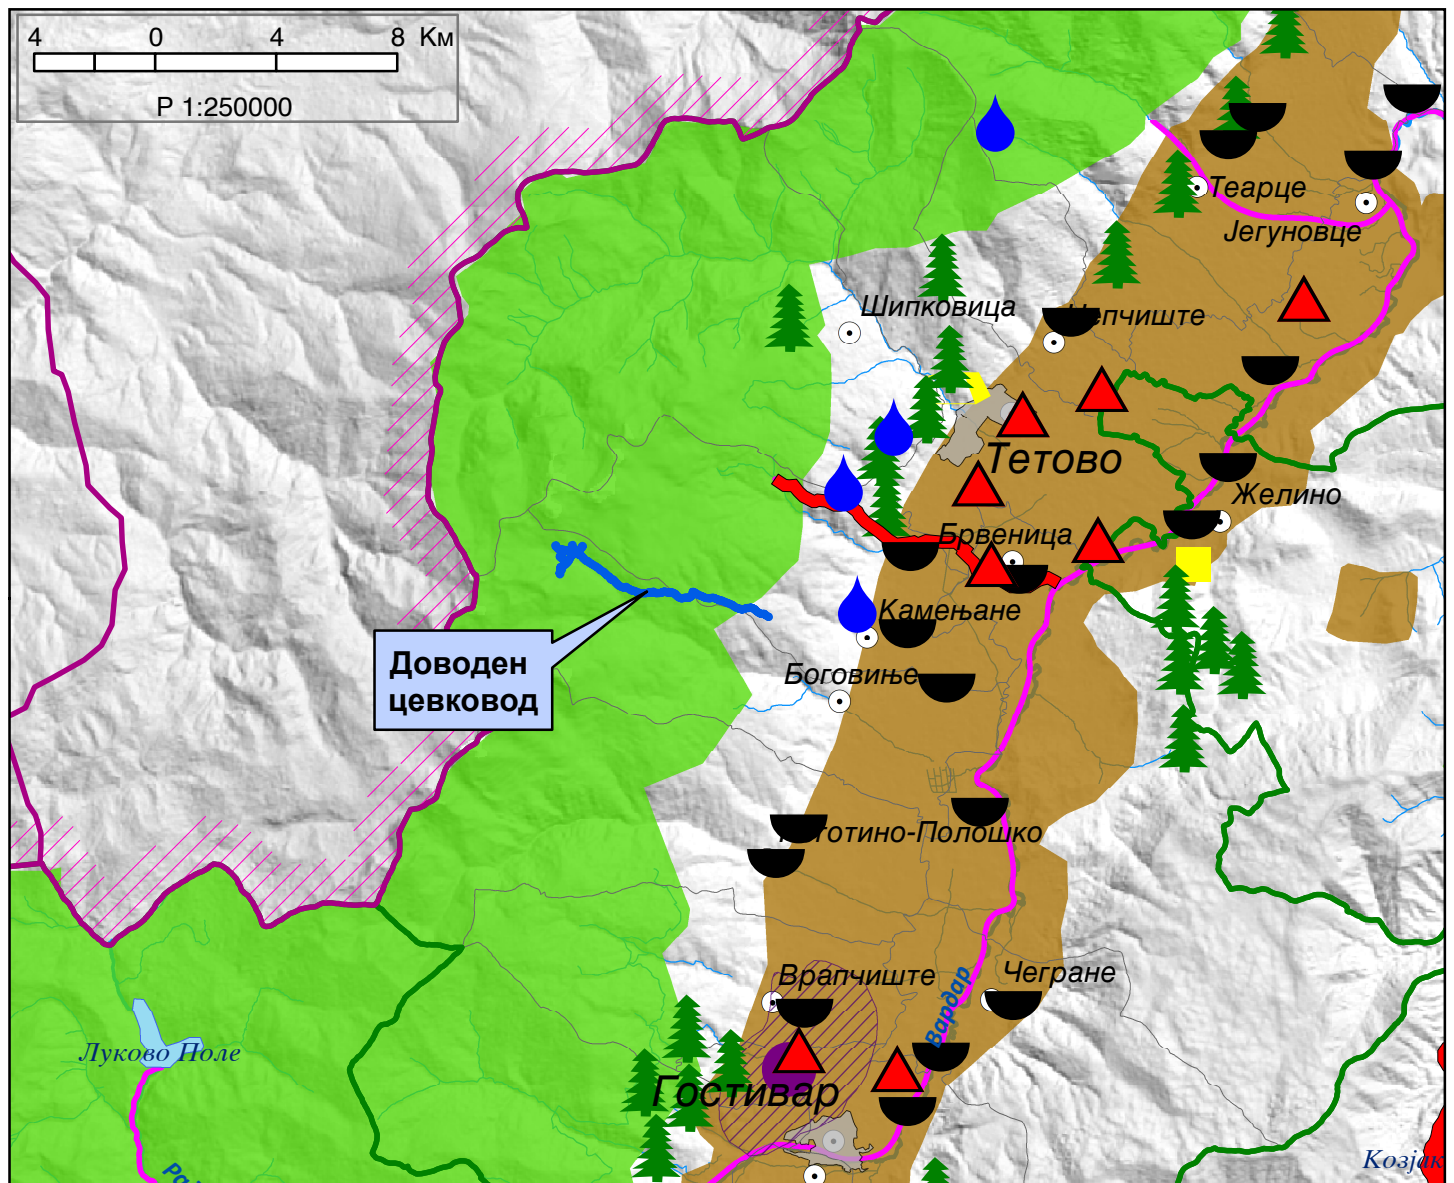 4 0 4 8 Км
Р 1:250000
Теарце
Јегуновце
Шипковица
Тетово
Желино
Брвеница
Камењане
Доводен
цевковод
Боговиње
Врапчиште
Чегране
Вардар
Луково Поле
Гостивар
Козјак